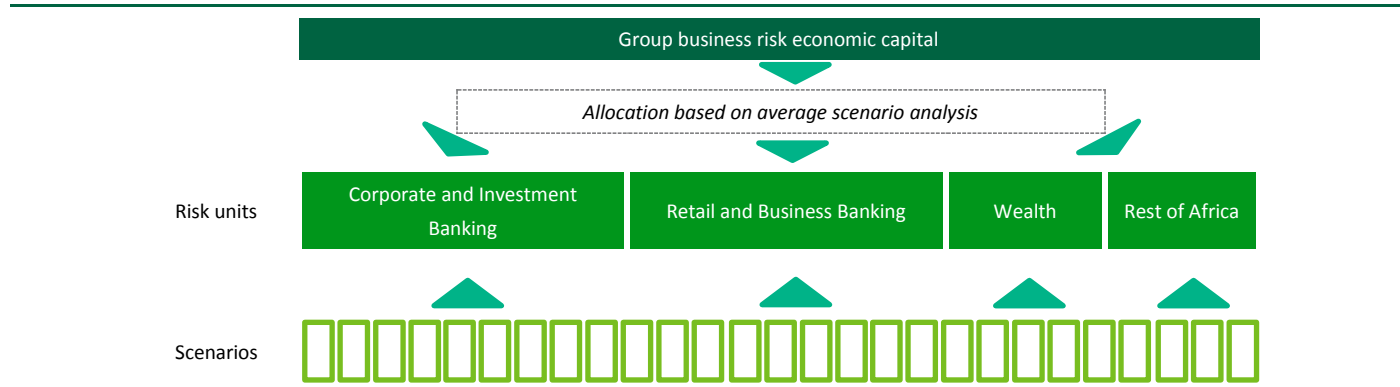 Group business risk economic capital
Allocation based on average scenario analysis
Risk units
Corporate and Investment
Banking
Retail and Business Banking
Wealth
Rest of Africa
Scenarios